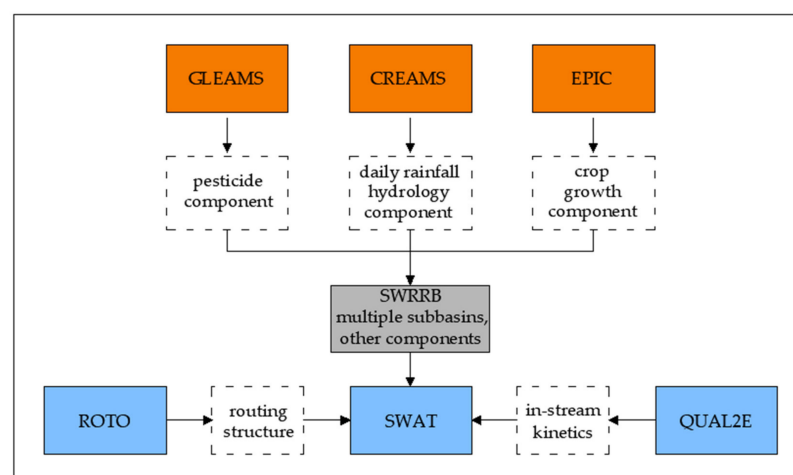 GLEAMS
CREAMS
EPIC
pesticide
component
daily rainfall
hydrology
component
crop
growth
component
SWRRB
multiple subbasins,
other components
ROTO
routing
structure
SWAT
in-stream
kinetics
QUAL2E